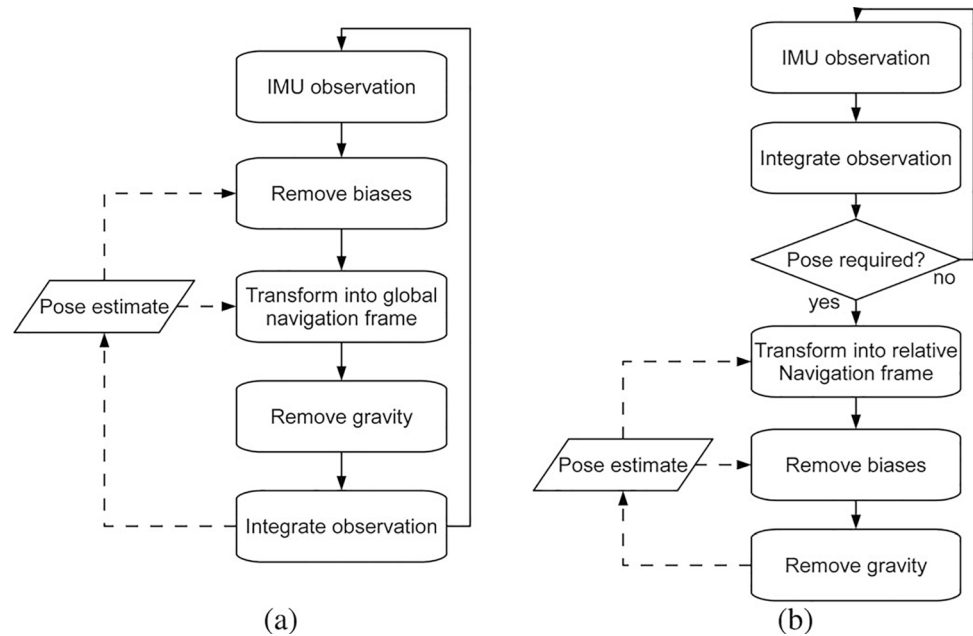 IMU observation
Remove biases
Pose estimate
Transform into global
navigation frame
Remove gravity
Integrate observation
(a)
IMU observation
Integrate observation
Pose required?
no
yes
Transform into relative
Navigation frame
Pose estimate
Remove biases
Remove gravity
(b)